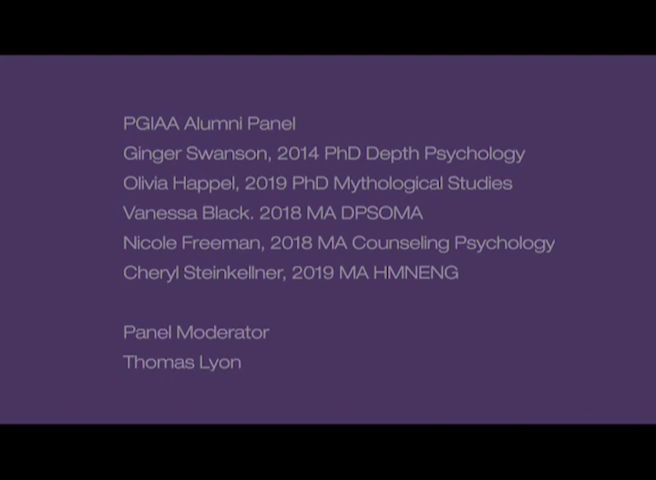 PGIAA Alumni Panel
Ginger Swanson, 2014 PhD Depth Psychology
Olivia Happel, 2019 PhD Mythological Studies
Vanessa Black. 2018 MA DPSOMA
Nicole Freeman, 2018 MA Counseling Psychology
Cheryl Steinkellner, 2019 MA HMNENG
Panel Moderator
Thomas Lyon